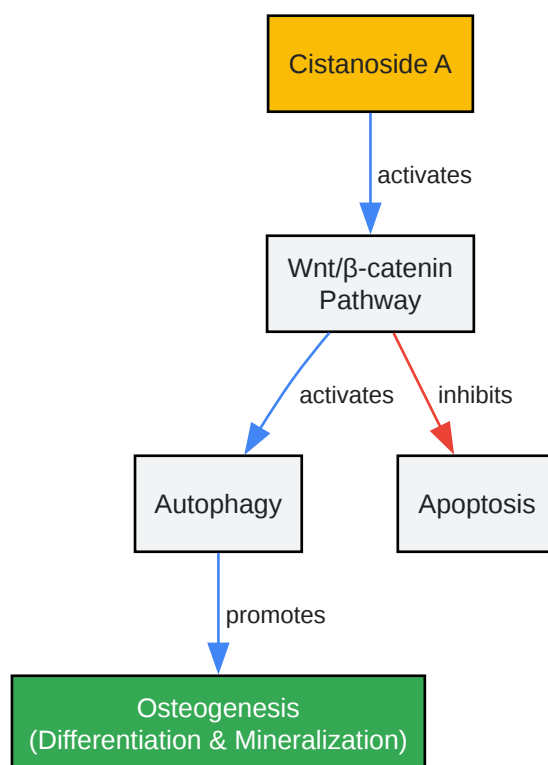 Cistanoside A
activates
Wnt/β-catenin
Pathway
activates
inhibits
Autophagy
Apoptosis
promotes
Osteogenesis
(Differentiation & Mineralization)